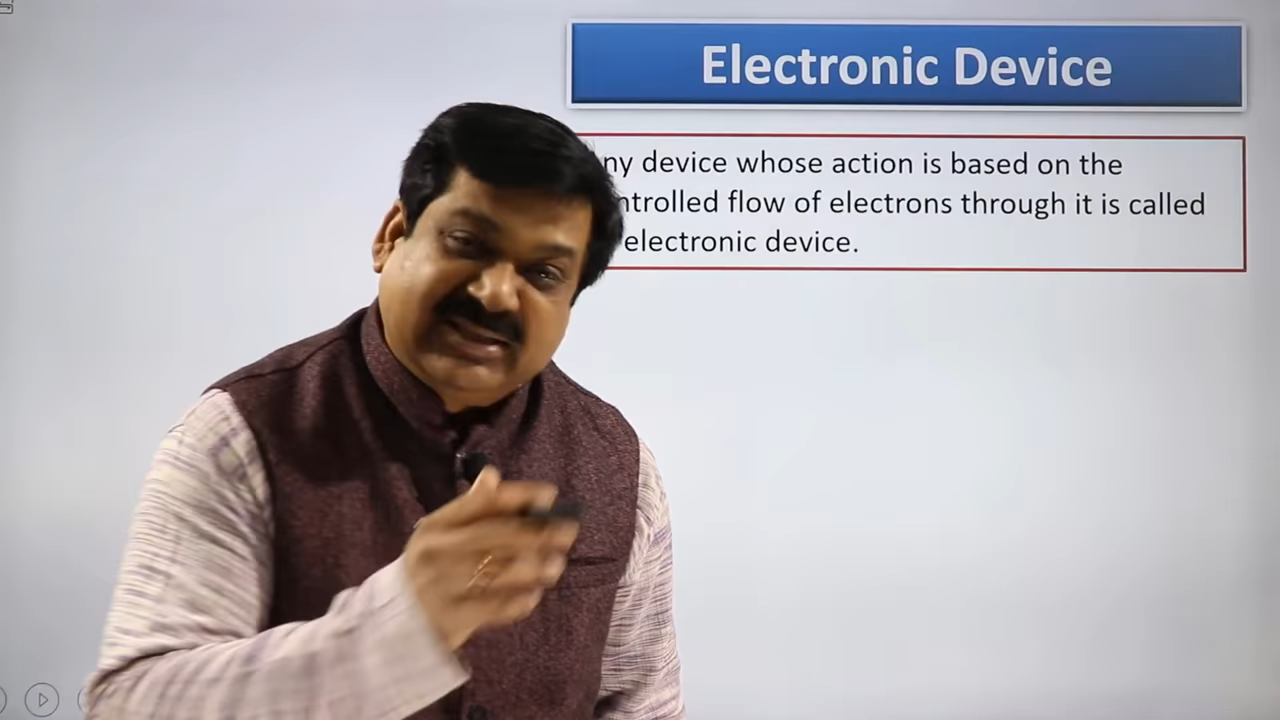 Electronic Device
ny device whose action is based on the
ntrolled flow of electrons through it is called
electronic device.